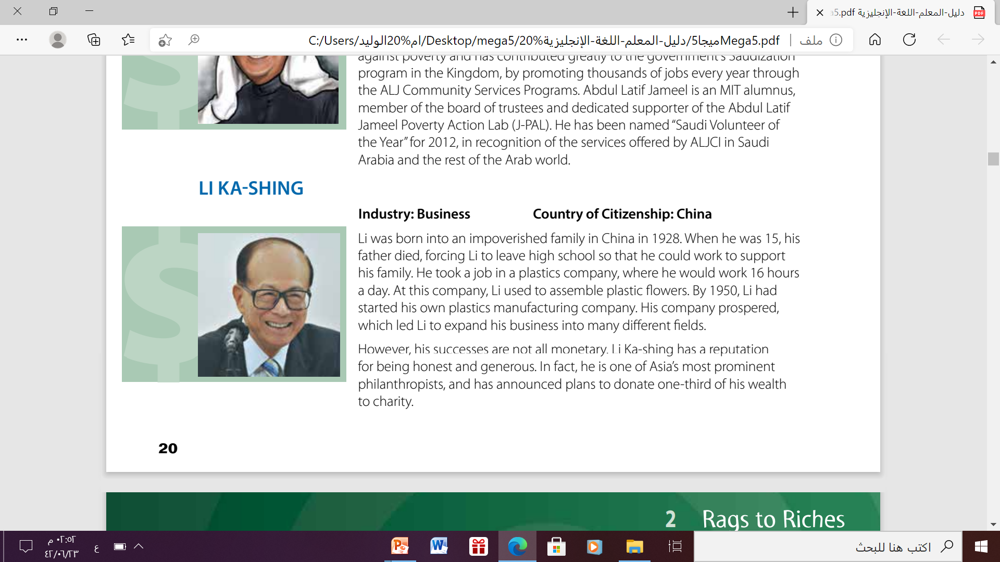 دليل-المعلم-اللغة-الإنجليزية a5.pdf
PDF
C:/Users/ام%20الوليد/Desktop/mega5/20%ميجا5/دليل-المعلم-اللغة-الإنجليزيةMega5.pdf
ملف
against poverty and has contributed greatly to the government's Saudization
program in the Kingdom, by promoting thousands of jobs every year through
the ALJ Community Services Programs. Abdul Latif Jameel is an MIT alumnus,
member of the board of trustees and dedicated supporter of the Abdul Latif
Jameel Poverty Action Lab (J-PAL). He has been named “Saudi Volunteer of
the Year” for 2012, in recognition of the services offered by ALJCI in Saudi
Arabia and the rest of the Arab world.
LI KA-SHING
Industry: Business Country of Citizenship: China
Li was born into an impoverished family in China in 1928. When he was 15, his
father died, forcing Li to leave high school so that he could work to support
his family. He took a job in a plastics company, where he would work 16 hours
a day. At this company, Li used to assemble plastic flowers. By 1950, Li had
started his own plastics manufacturing company. His company prospered,
which led Li to expand his business into many different fields.
However, his successes are not all monetary. Li Ka-shing has a reputation
for being honest and generous. In fact, he is one of Asia’s most prominent
philanthropists, and has announced plans to donate one-third of his wealth
to charity.
20
2 Rags to Riches
٠٢:٥٢ م
٤٢/٠٦/٢٣
ع
اكتب هنا للبحث